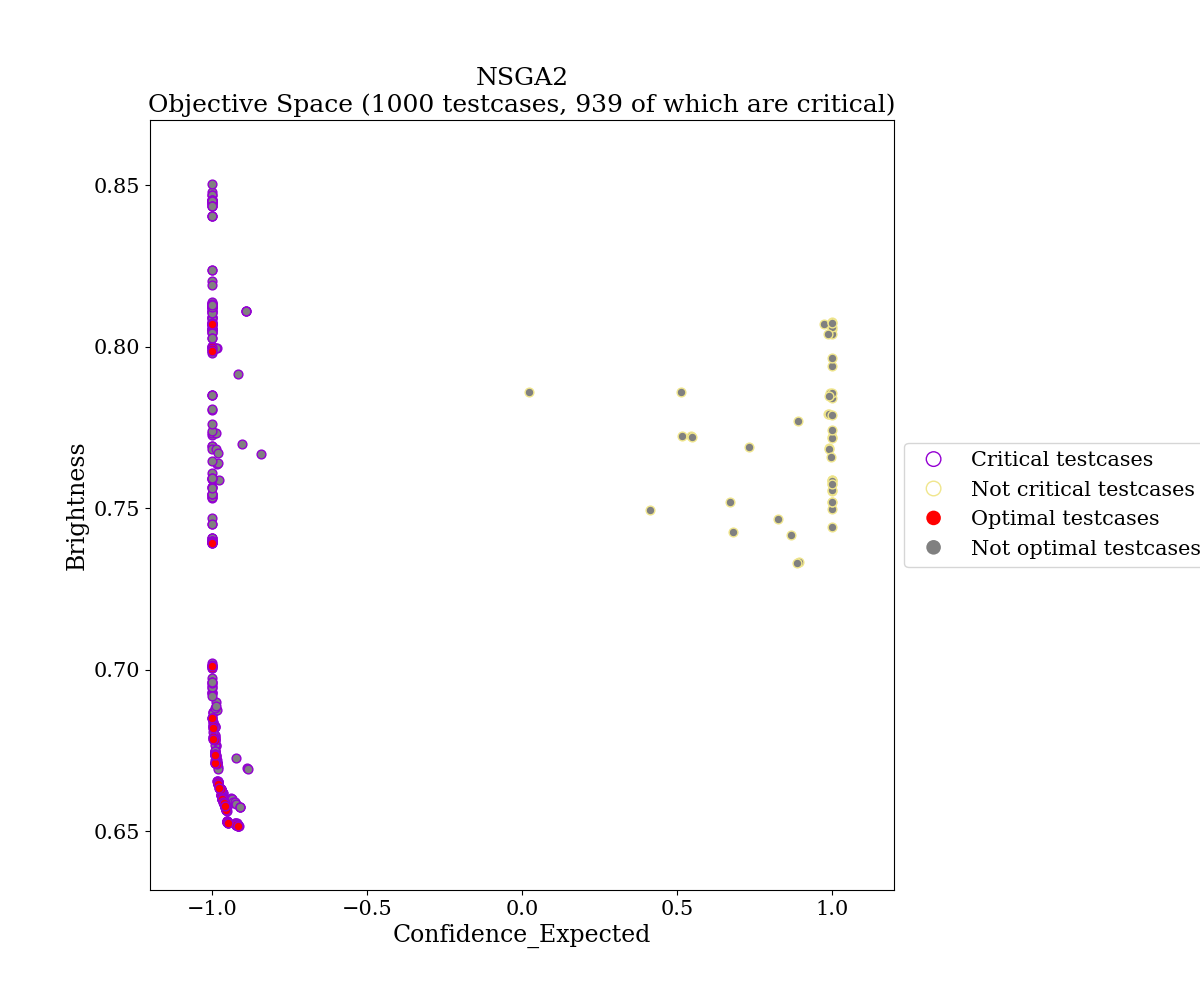 NSGA2
Objective Space (1000 testcases, 939 of which are critical)
0.85
0.80
0.75
0.70
0.65
Brightness
−1.0
−0.5
0.0
0.5
1.0
Confidence_Expected
Critical testcases
Not critical testcases
Optimal testcases
Not optimal testcases